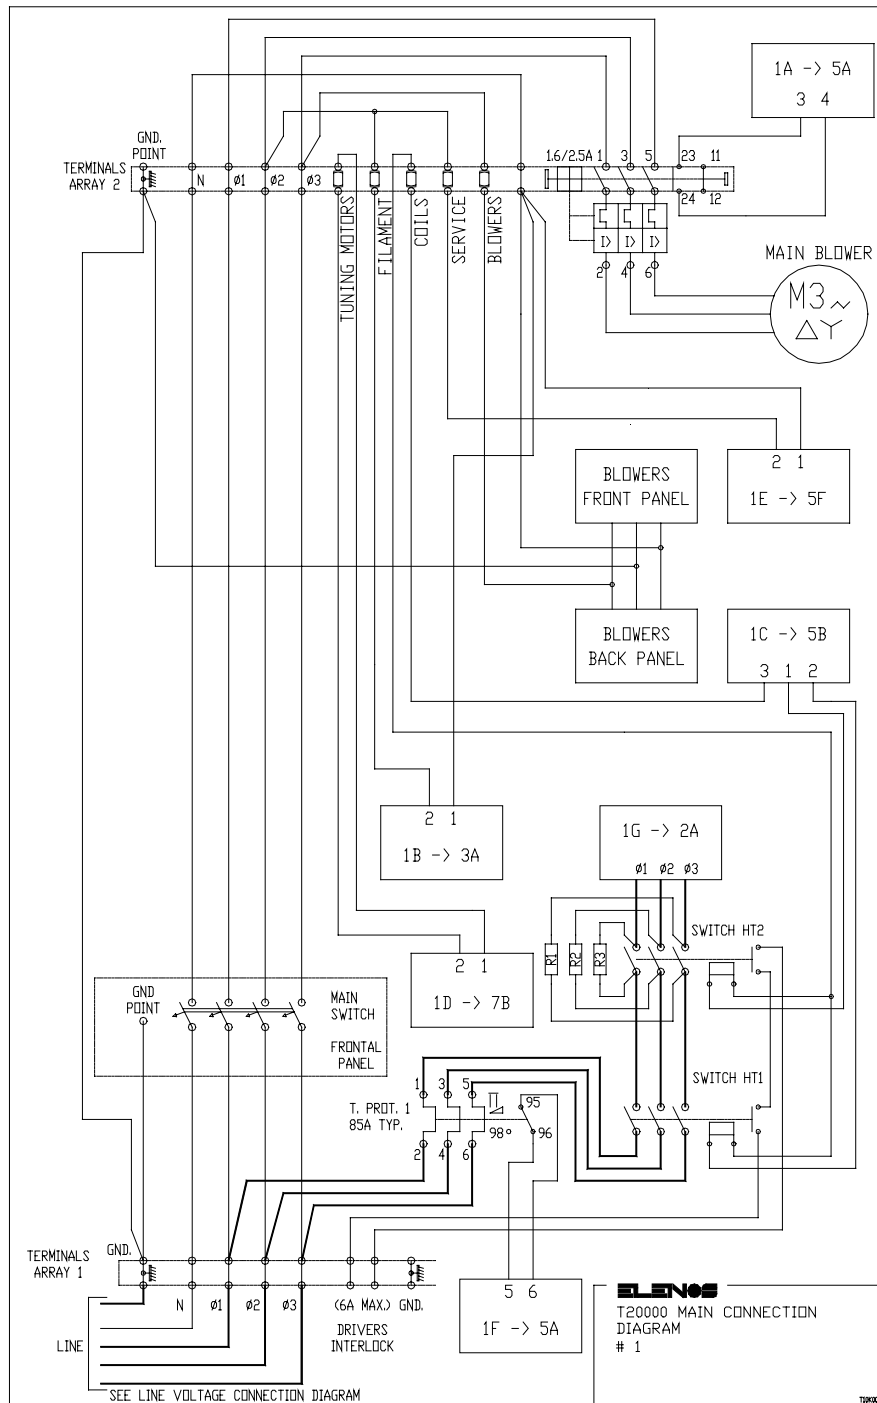 1A -> 5A
3 4
GND.
POINT
TERMINALS
ARRAY 2
N ø1 ø2 ø3
1.6/2.5A 1 3 5 23 11
24 12
I> I> I>
2 4 6
TUNING MOTORS
FILAMENT
COILS
SERVICE
BLOWERS
MAIN BLOWER
M3 ~
△Y
2 1
1E -> 5F
BLOWERS
FRONT PANEL
BLOWERS
BACK PANEL
1C -> 5B
3 1 2
2 1
1B -> 3A
1G -> 2A
ø1 ø2 ø3
SWITCH HT2
R1 R2 R3
2 1
1D -> 7B
GND
POINT
MAIN
SWITCH
FRONTAL
PANEL
SWITCH HT1
1 3 5
T. PROT. 1
85A TYP.
95
98 96
2 4 6
TERMINALS
ARRAY 1
GND.
N ø1 ø2 ø3 (6A MAX.) GND.
DRIVERS
INTERLOCK
LINE
SEE LINE VOLTAGE CONNECTION DIAGRAM
5 6
1F -> 5A
ELENOS
T20000 MAIN CONNECTION
DIAGRAM
# 1